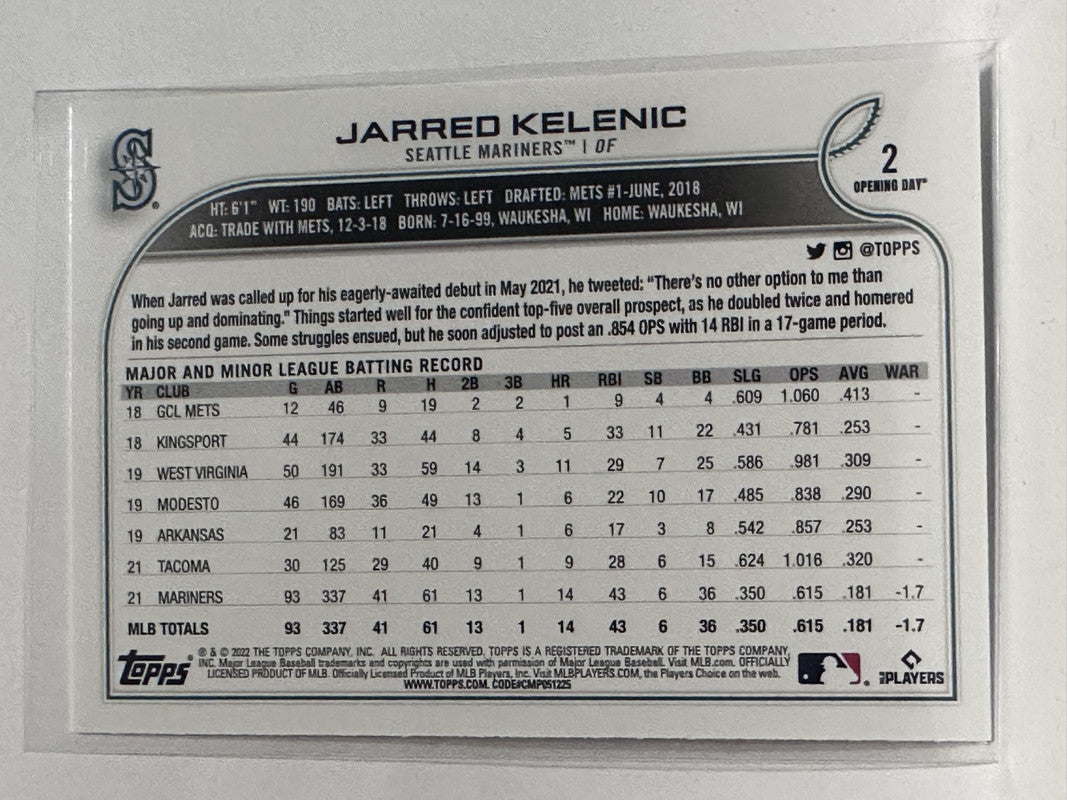 JARRED KELENIC
SEATTLE MARINERS™ | OF
2
OPENING DAY®
HT: 6'1" WT: 190 BATS: LEFT THROWS: LEFT DRAFTED: METS #1-JUNE, 2018
ACQ: TRADE WITH METS, 12-3-18 BORN: 7-16-99, WAUKESHA, WI HOME: WAUKESHA, WI
@TOPPS
When Jarred was called up for his eagerly-awaited debut in May 2021, he tweeted: “There's no other option to me than
going up and dominating.” Things started well for the confident top-five overall prospect, as he doubled twice and homered
in his second game. Some struggles ensued, but he soon adjusted to post an .854 OPS with 14 RBI in a 17-game period.
MAJOR AND MINOR LEAGUE BATTING RECORD
YR CLUB G AB R H 2B 3B HR RBI SB BB SLG OPS AVG WAR
18 GCL METS 12 46 9 19 2 2 1 9 4 4 .609 1.060 .413 -
18 KINGSPORT 44 174 33 44 8 4 5 33 11 22 .431 .781 .253 -
19 WEST VIRGINIA 50 191 33 59 14 3 11 29 7 25 .586 .981 .309 -
19 MODESTO 46 169 36 49 13 1 6 22 10 17 .485 .838 .290 -
19 ARKANSAS 21 83 11 21 4 1 6 17 3 8 .542 .857 .253 -
21 TACOMA 30 125 29 40 9 1 9 28 6 15 .624 1.016 .320 -
21 MARINERS 93 337 41 61 13 1 14 43 6 36 .350 .615 .181 -1.7
MLB TOTALS 93 337 41 61 13 1 14 43 6 36 .350 .615 .181 -1.7
TOPPS®
® & © 2022 THE TOPPS COMPANY, INC. ALL RIGHTS RESERVED. TOPPS IS A REGISTERED TRADEMARK OF THE TOPPS COMPANY,
INC. Major League Baseball trademarks and copyrights are used with permission of Major League Baseball. Visit MLB.com. OFFICIALLY
LICENSED PRODUCT OF MLB. Officially Licensed Product of MLB Players, Inc. Visit MLBPLAYERS.COM, the Players Choice on the web.
WWW.TOPPS.COM. CODE#CMP051225
PLAYERS